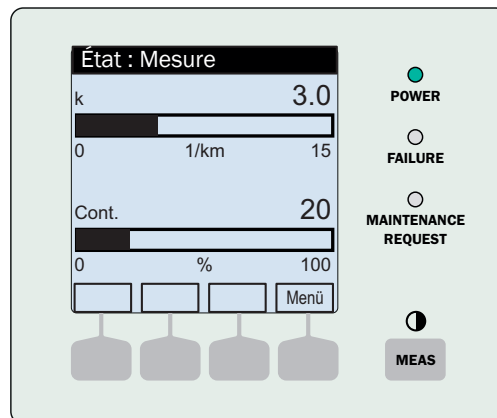 État : Mesure
k 3.0
0 1/km 15
Cont. 20
0 % 100
Menü
POWER
FAILURE
MAINTENANCE
REQUEST
MEAS